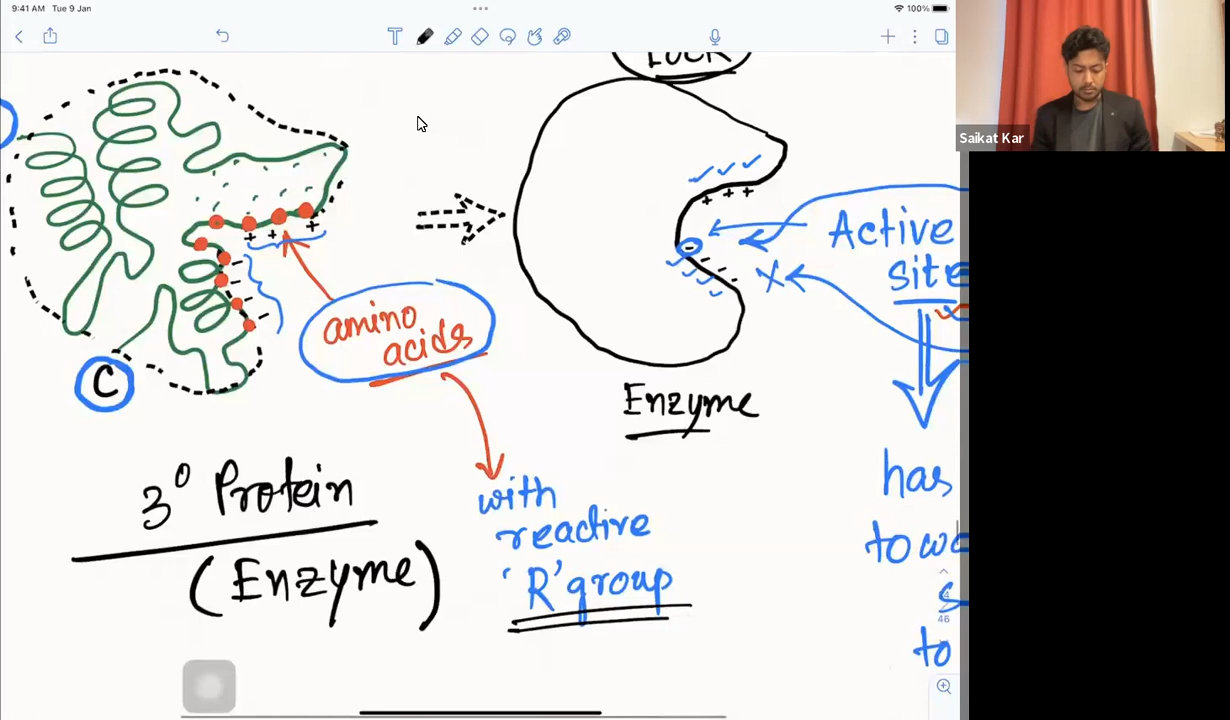 9:41 AM Tue 9 Jan
100%
Saikat Kar
LOCK
Active
site
amino
acids
C
Enzyme
3° Protein
(Enzyme)
with
reactive
'R' group
has
46
to